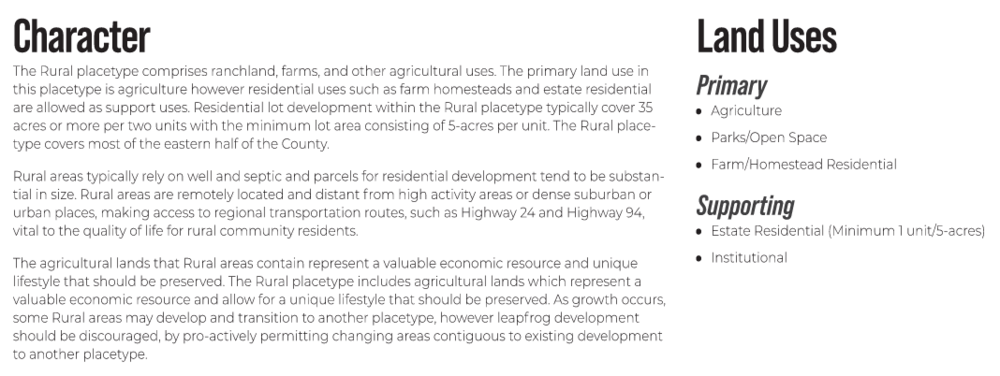 Character
The Rural placetype comprises ranchland, farms, and other agricultural uses. The primary land use in
this placetype is agriculture however residential uses such as farm homesteads and estate residential
are allowed as support uses. Residential lot development within the Rural placetype typically cover 35
acres or more per two units with the minimum lot area consisting of 5-acres per unit. The Rural place-
type covers most of the eastern half of the County.
Rural areas typically rely on well and septic and parcels for residential development tend to be substan-
tial in size. Rural areas are remotely located and distant from high activity areas or dense suburban or
urban places, making access to regional transportation routes, such as Highway 24 and Highway 94,
vital to the quality of life for rural community residents.
The agricultural lands that Rural areas contain represent a valuable economic resource and unique
lifestyle that should be preserved. The Rural placetype includes agricultural lands which represent a
valuable economic resource and allow for a unique lifestyle that should be preserved. As growth occurs,
some Rural areas may develop and transition to another placetype, however leapfrog development
should be discouraged, by pro-actively permitting changing areas contiguous to existing development
to another placetype.
Land Uses
Primary
• Agriculture
• Parks/Open Space
• Farm/Homestead Residential
Supporting
• Estate Residential (Minimum 1 unit/5-acres)
• Institutional